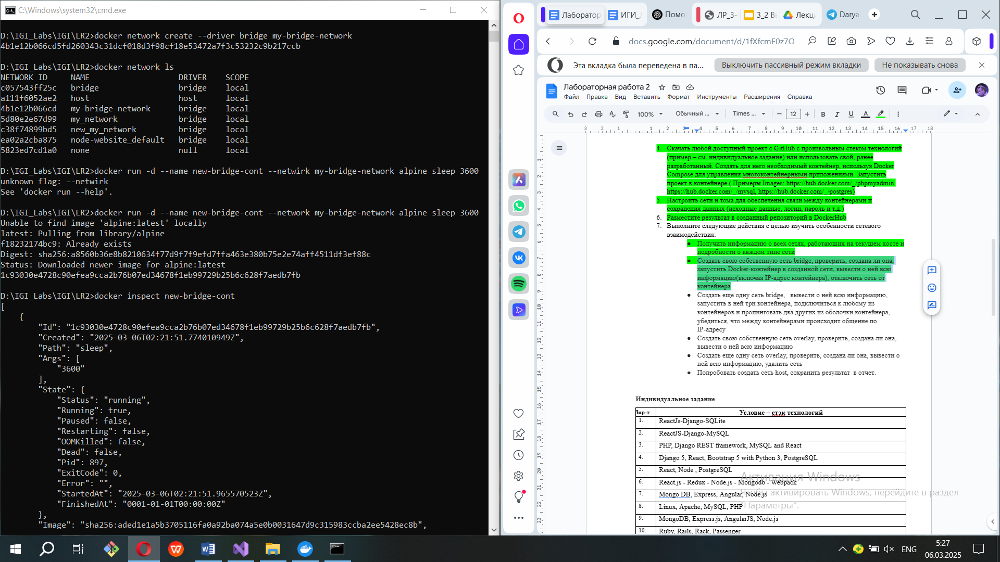 C:\Windows\system32\cmd.exe
D:\IGI_Labs\IGI\LR2>docker network create --driver bridge my-bridge-network
4b1e12b066cd5fd260343c31dcf018d3f98cf18e53472a7f3c53232c9b217ccb
D:\IGI_Labs\IGI\LR2>docker network ls
NETWORK ID NAME DRIVER SCOPE
c057543ff25c bridge bridge local
a111f6052ae2 host host local
4b1e12b066cd my-bridge-network bridge local
5d80e2e67d99 my_network bridge local
c38f74899bd5 new_my_network bridge local
ea02a2cba875 node-website_default bridge local
5823ed7cd1a0 none null local
D:\IGI_Labs\IGI\LR2>docker run -d --name new-bridge-cont --netwirk my-bridge-network alpine sleep 3600
unknown flag: --netwirk
See 'docker run --help'.
D:\IGI_Labs\IGI\LR2>docker run -d --name new-bridge-cont --network my-bridge-network alpine sleep 3600
Unable to find image 'alpine:latest' locally
latest: Pulling from library/alpine
f18232174bc9: Already exists
Digest: sha256:a8560b36e8b8210634f77d9f7f9efd7ffa463e380b75e2e74aff4511df3ef88c
Status: Downloaded newer image for alpine:latest
1c93030e4728c90efea9cca2b76b07ed34678f1eb99729b25b6c628f7aedb7fb
D:\IGI_Labs\IGI\LR2>docker inspect new-bridge-cont
[
{
"Id": "1c93030e4728c90efea9cca2b76b07ed34678f1eb99729b25b6c628f7aedb7fb",
"Created": "2025-03-06T02:21:51.774010949Z",
"Path": "sleep",
"Args": [
"3600"
],
"State": {
"Status": "running",
"Running": true,
"Paused": false,
"Restarting": false,
"OOMKilled": false,
"Dead": false,
"Pid": 897,
"ExitCode": 0,
"Error": "",
"StartedAt": "2025-03-06T02:21:51.965570523Z",
"FinishedAt": "0001-01-01T00:00:00Z"
},
"Image": "sha256:aded1e1a5b3705116fa0a92ba074a5e0b0031647d9c315983ccba2ee5428ec8b",
Лаборатор ИГИ_ Помо ЛР_3- 3_2 Ве Лекци Darya
docs.google.com/document/d/1fXfcmF0z7O
Эта вкладка была переведена в па... Выключить пассивный режим вкладки Не показывать снова
Лабораторная работа 2
Файл Правка Вид Вставить Формат Инструменты Расширения Справка
100% Обычный ... Times ... 12
3 2 1 1 2 3 4 5 6 7 8 9 10 11 12 13 14 15 16 17 18
4. Скачать любой доступный проект с GitHub с произвольным стеком технологий
(пример – см. индивидуальное задание) или использовать свой, ранее
разработанный. Создать для него необходимый контейнер, используя Docker
Compose для управления многоконтейнерными приложениями. Запустить
проект в контейнере.( Примеры Images: https://hub.docker.com/_/phpmyadmin,
https://hub.docker.com/_/mysql, https://hub.docker.com/_/postgres)
5. Настроить сети и тома для обеспечения связи между контейнерами и
сохранения данных (исходные данные, логин, пароль и т.д.)
6. Разместите результат в созданный репозиторий в DockerHub
7. Выполните следующие действия с целью изучить особенности сетевого
взаимодействия:
● Получить информацию о всех сетях, работающих на текущем хосте и
подробности о каждом типе сети
● Создать свою собственную сеть bridge, проверить, создана ли она,
запустить Docker-контейнер в созданной сети, вывести о ней всю
информацию(включая IP-адрес контейнера), отключить сеть от
контейнера
● Создать еще одну сеть bridge, вывести о ней всю информацию,
запустить в ней три контейнера, подключиться к любому из
контейнеров и пропинговать два других из оболочки контейнера,
убедиться, что между контейнерами происходит общение по
IP-адресу
● Создать свою собственную сеть overlay, проверить, создана ли она,
вывести о ней всю информацию
● Создать еще одну сеть overlay, проверить, создана ли она, вывести о
ней всю информацию, удалить сеть
● Попробовать создать сеть host, сохранить результат в отчет.
Индивидуальное задание
Вар-т Условие – стэк технологий
1. ReactJs-Django-SQLite
2. ReactJS-Django-MySQL
3. PHP, Django REST framework, MySQL and React
4. Django 5, React, Bootstrap 5 with Python 3, PostgreSQL
5. React, Node , PostgreSQL
6. React.js - Redux - Node.js - Mongodb - Webpack
7. Mongo DB, Express, Angular, Node.js
8. Linux, Apache, MySQL, PHP
9. MongoDB, Express.js, AngularJS, Node.js
10. Ruby, Rails, Rack, Passenger
Активация Windows
Чтобы активировать Windows, перейдите в раздел
"Параметры".
ENG
5:27
06.03.2025